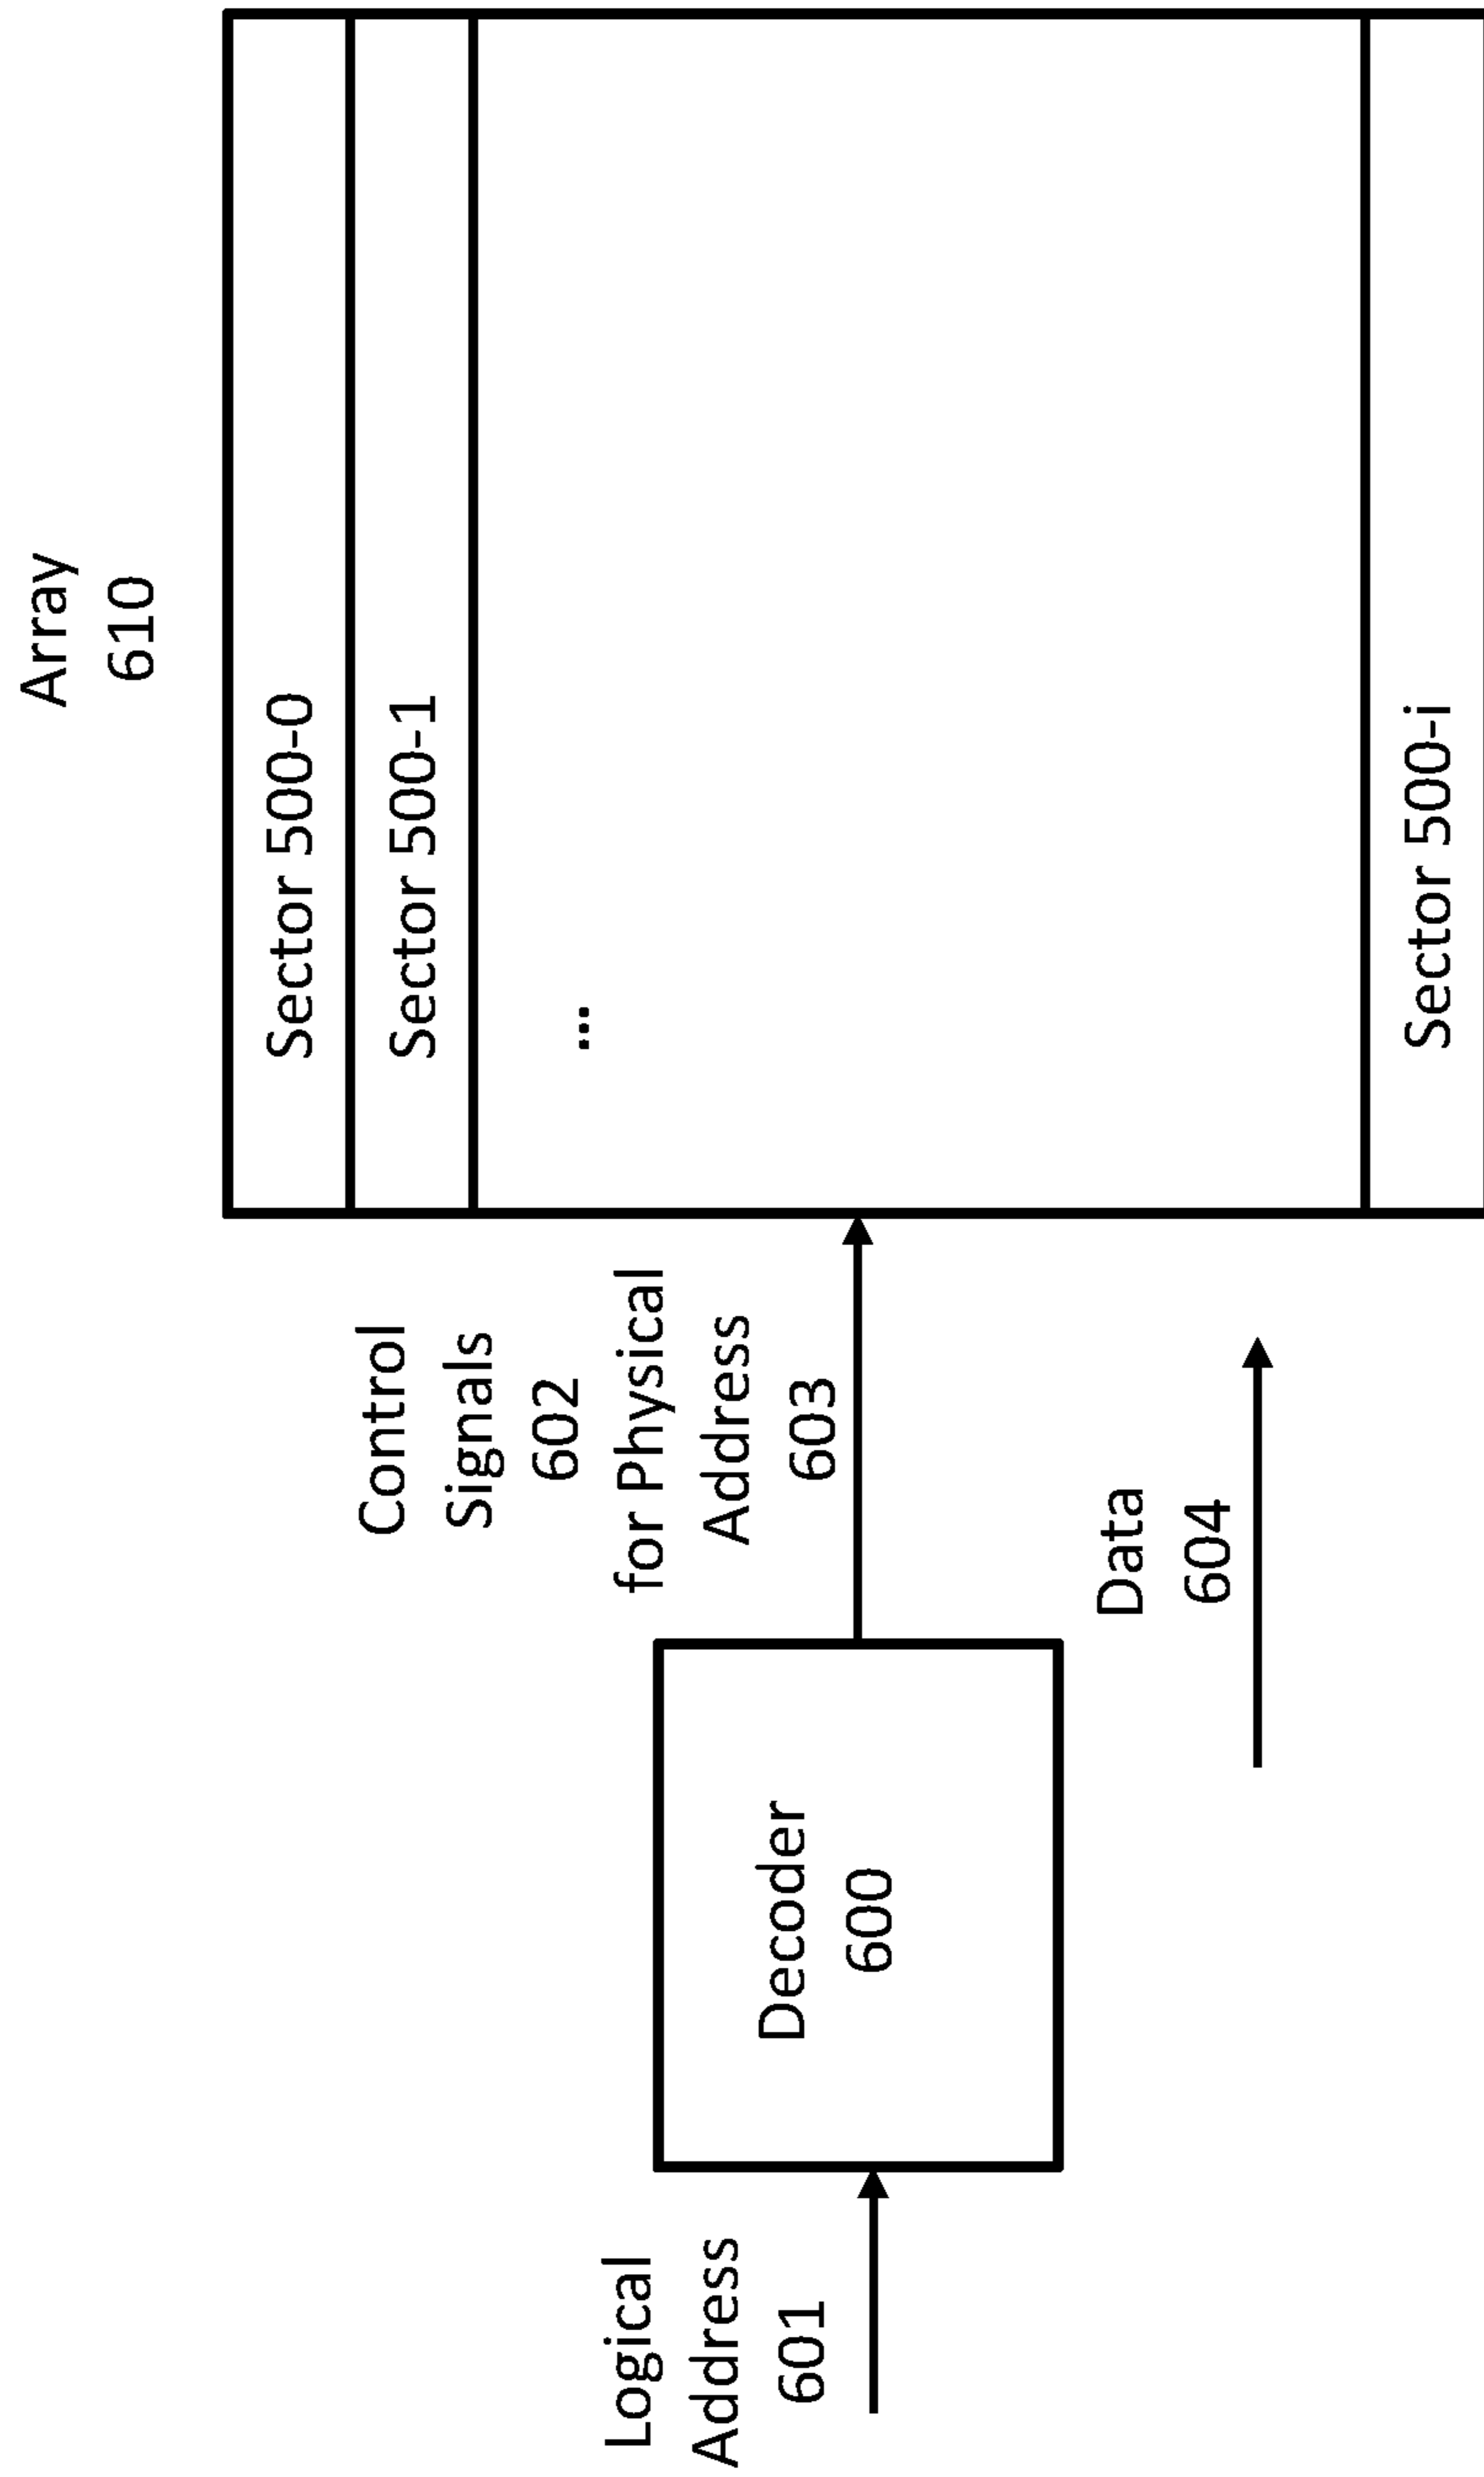 Array
610
Sector 500-0
Sector 500-1
...
Sector 500-i
Control
Signals
602
for Physical
Address
603
Data
604
Decoder
600
Logical
Address
601